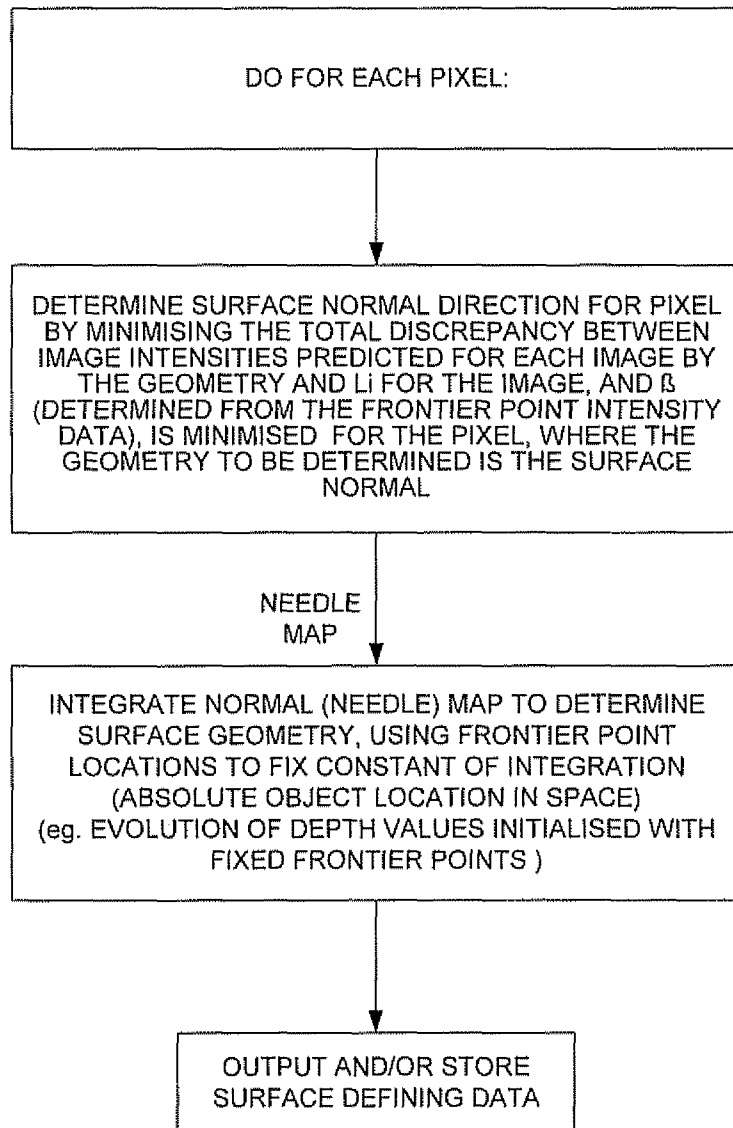 DO FOR EACH PIXEL:
DETERMINE SURFACE NORMAL DIRECTION FOR PIXEL
BY MINIMISING THE TOTAL DISCREPANCY BETWEEN
IMAGE INTENSITIES PREDICTED FOR EACH IMAGE BY
THE GEOMETRY AND Li FOR THE IMAGE, AND ß
(DETERMINED FROM THE FRONTIER POINT INTENSITY
DATA), IS MINIMISED FOR THE PIXEL, WHERE THE
GEOMETRY TO BE DETERMINED IS THE SURFACE
NORMAL
NEEDLE
MAP
INTEGRATE NORMAL (NEEDLE) MAP TO DETERMINE
SURFACE GEOMETRY, USING FRONTIER POINT
LOCATIONS TO FIX CONSTANT OF INTEGRATION
(ABSOLUTE OBJECT LOCATION IN SPACE)
(eg. EVOLUTION OF DEPTH VALUES INITIALISED WITH
FIXED FRONTIER POINTS )
OUTPUT AND/OR STORE
SURFACE DEFINING DATA